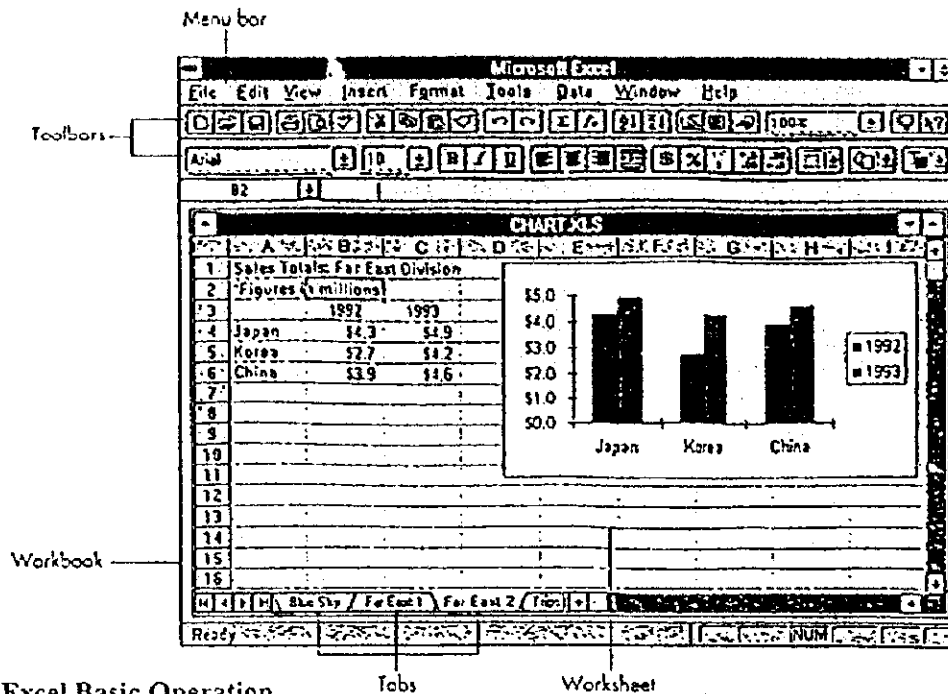 Menu bar
Microsoft Excel
File Edit View Insert Format Tools Data Window Help
Toolbars
100%
Arial 10 B I U $ %
B2
CHART.XLS
A B C D E F G H I
1 Sales Totals: Far East Division
2 (Figures in millions)
3 1992 1993
4 Japan $4.3 $4.9
5 Korea $2.7 $4.2
6 China $3.9 $4.6
7
8
9
10
11
12
13
14
15
16
$5.0
$4.0
$3.0
$2.0
$1.0
$0.0
Japan Korea China
1992
1993
Workbook
Blue Sky Far East 1 Far East 2
Ready NUM
Tabs Worksheet
Excel Basic Operation